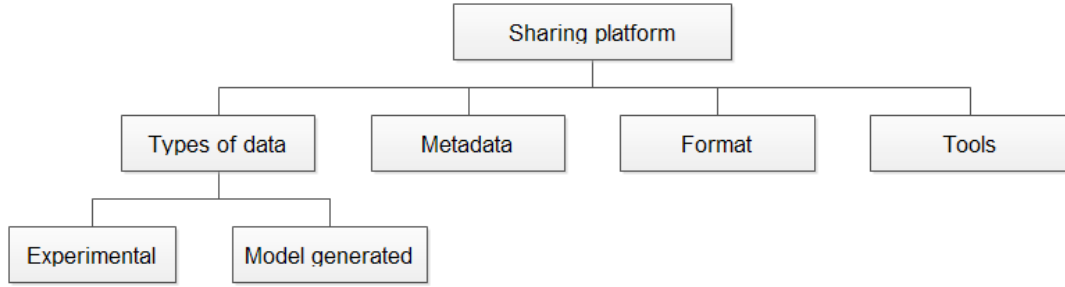 Sharing platform
Types of data
Metadata
Format
Tools
Experimental
Model generated